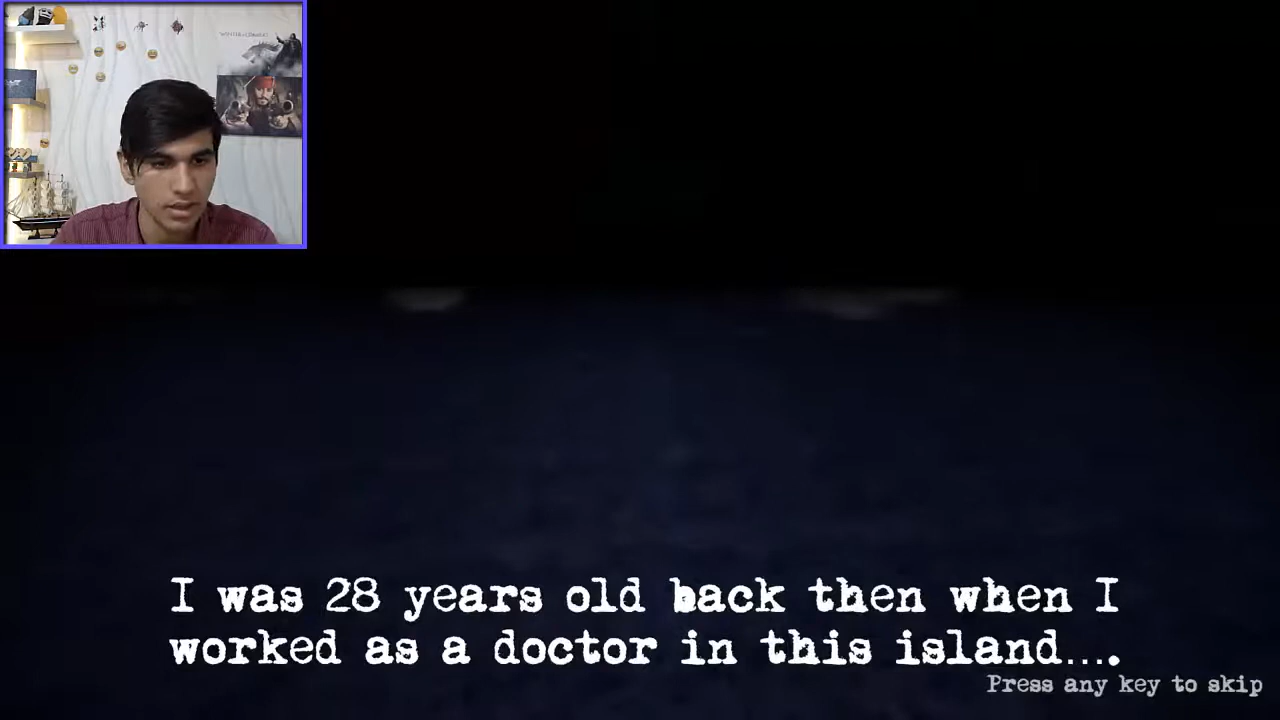 I was 28 years old back then when I
worked as a doctor in this island....
Press any key to skip